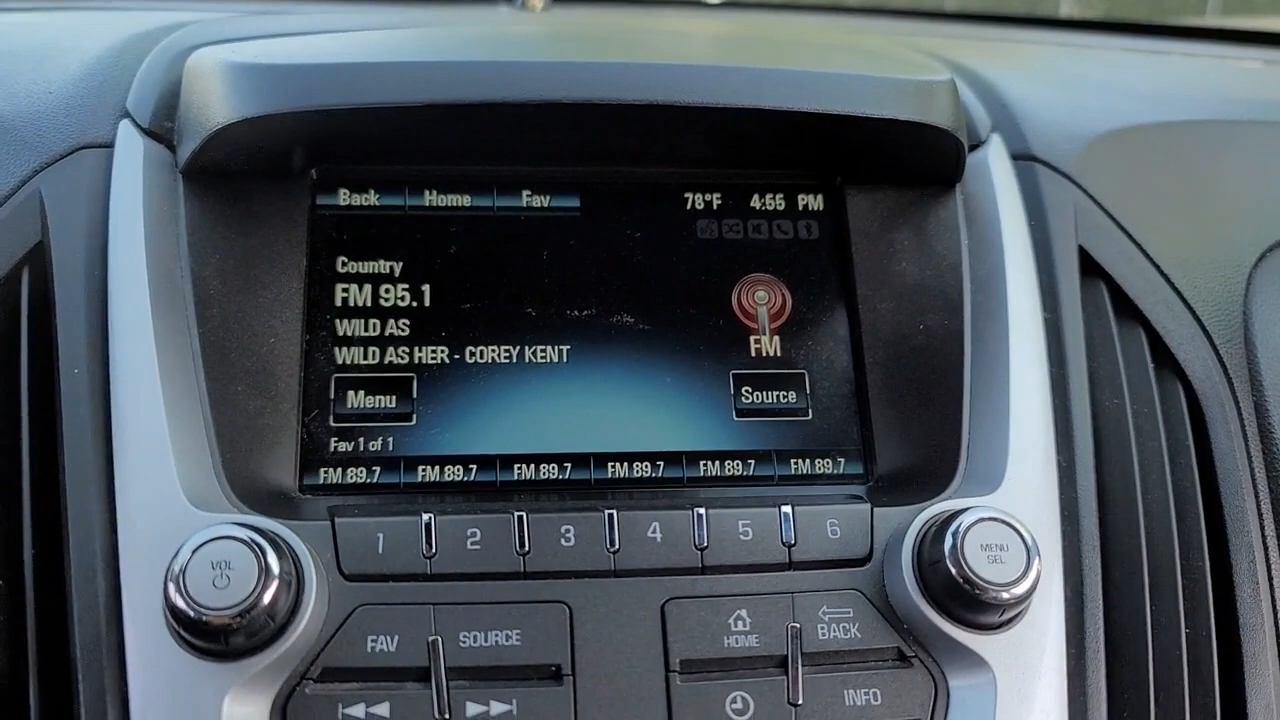 Back Home Fav 78°F 4:55 PM
Country
FM 95.1
WILD AS
WILD AS HER - COREY KENT
FM
Menu Source
Fav 1 of 1
FM 89.7 FM 89.7 FM 89.7 FM 89.7 FM 89.7 FM 89.7
1 2 3 4 5 6
VOL
MENU
SEL
FAV SOURCE
HOME
BACK
INFO